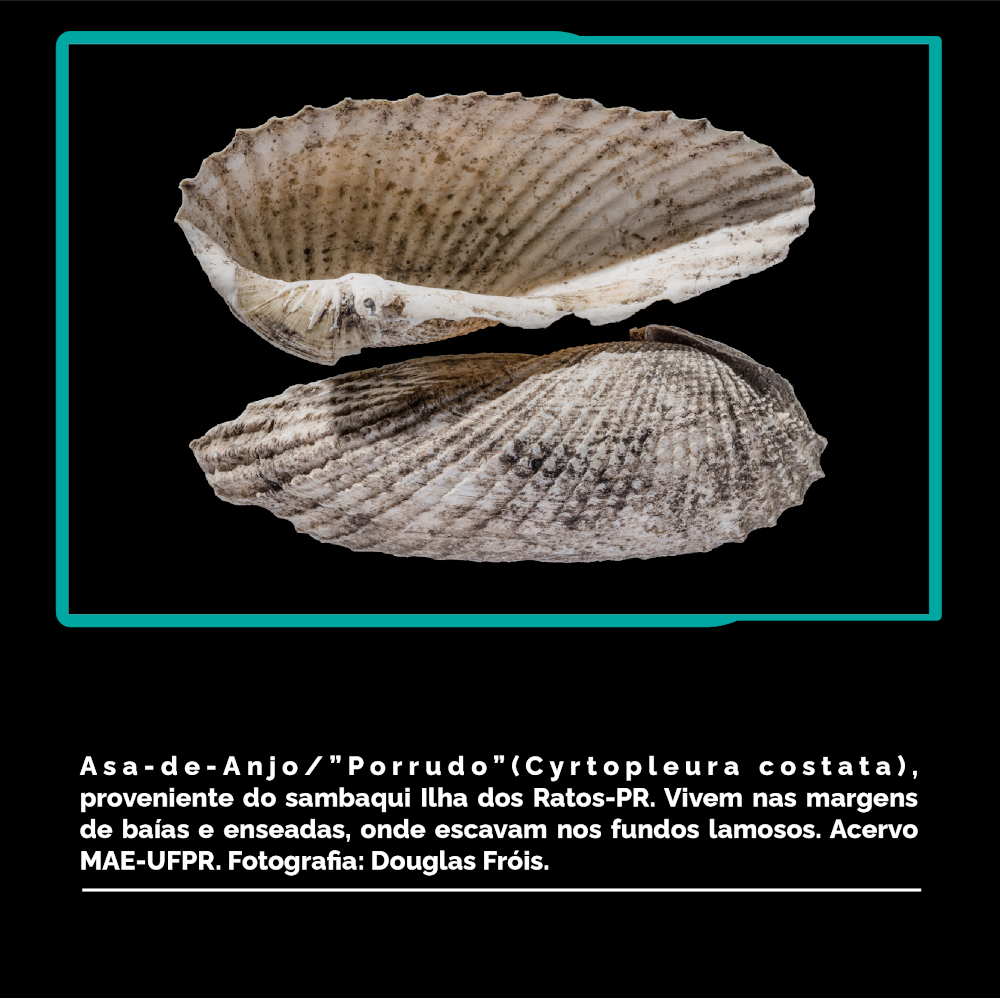 Asa-de-Anjo/”Porrudo”(Cyrtopleura costata),
proveniente do sambaqui Ilha dos Ratos-PR. Vivem nas margens
de baías e enseadas, onde escavam nos fundos lamosos. Acervo
MAE-UFPR. Fotografia: Douglas Fróis.